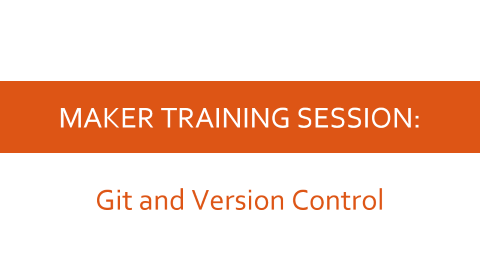 MAKER TRAINING SESSION:
Git and Version Control